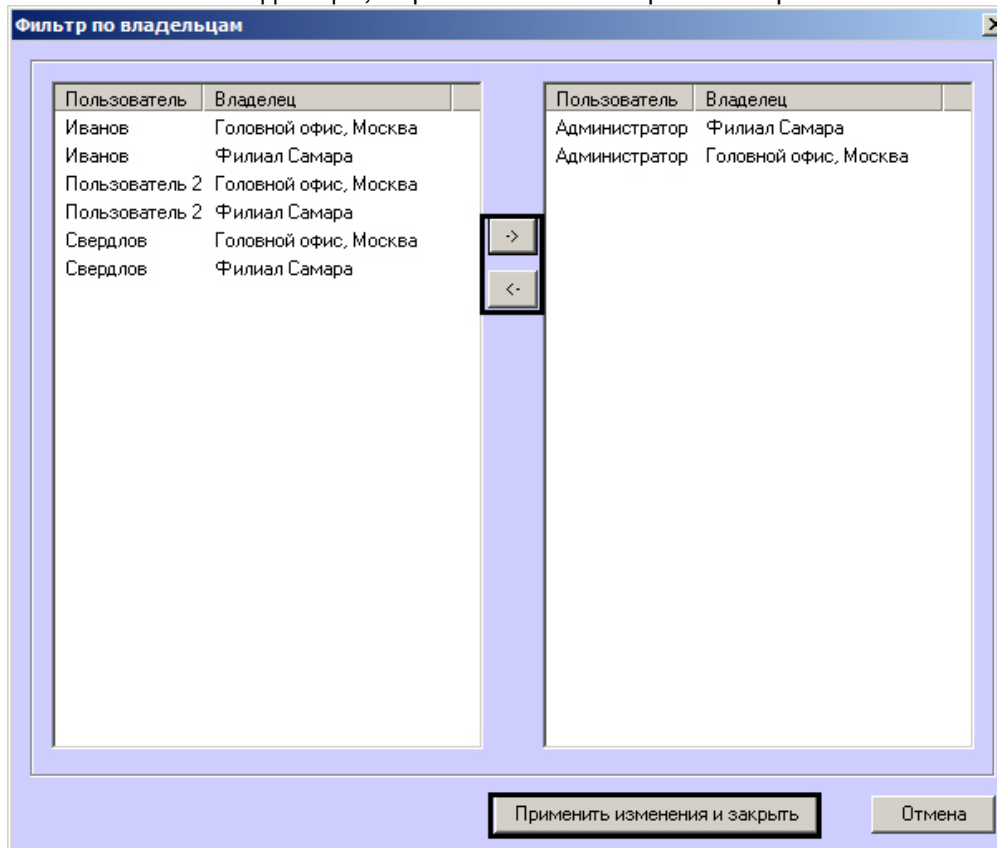 Фильтр по владельцам
Пользователь Владелец
Иванов Головной офис, Москва
Иванов Филиал Самара
Пользователь 2 Головной офис, Москва
Пользователь 2 Филиал Самара
Свердлов Головной офис, Москва
Свердлов Филиал Самара
->
<-
Пользователь Владелец
Администратор Филиал Самара
Администратор Головной офис, Москва
Применить изменения и закрыть
Отмена